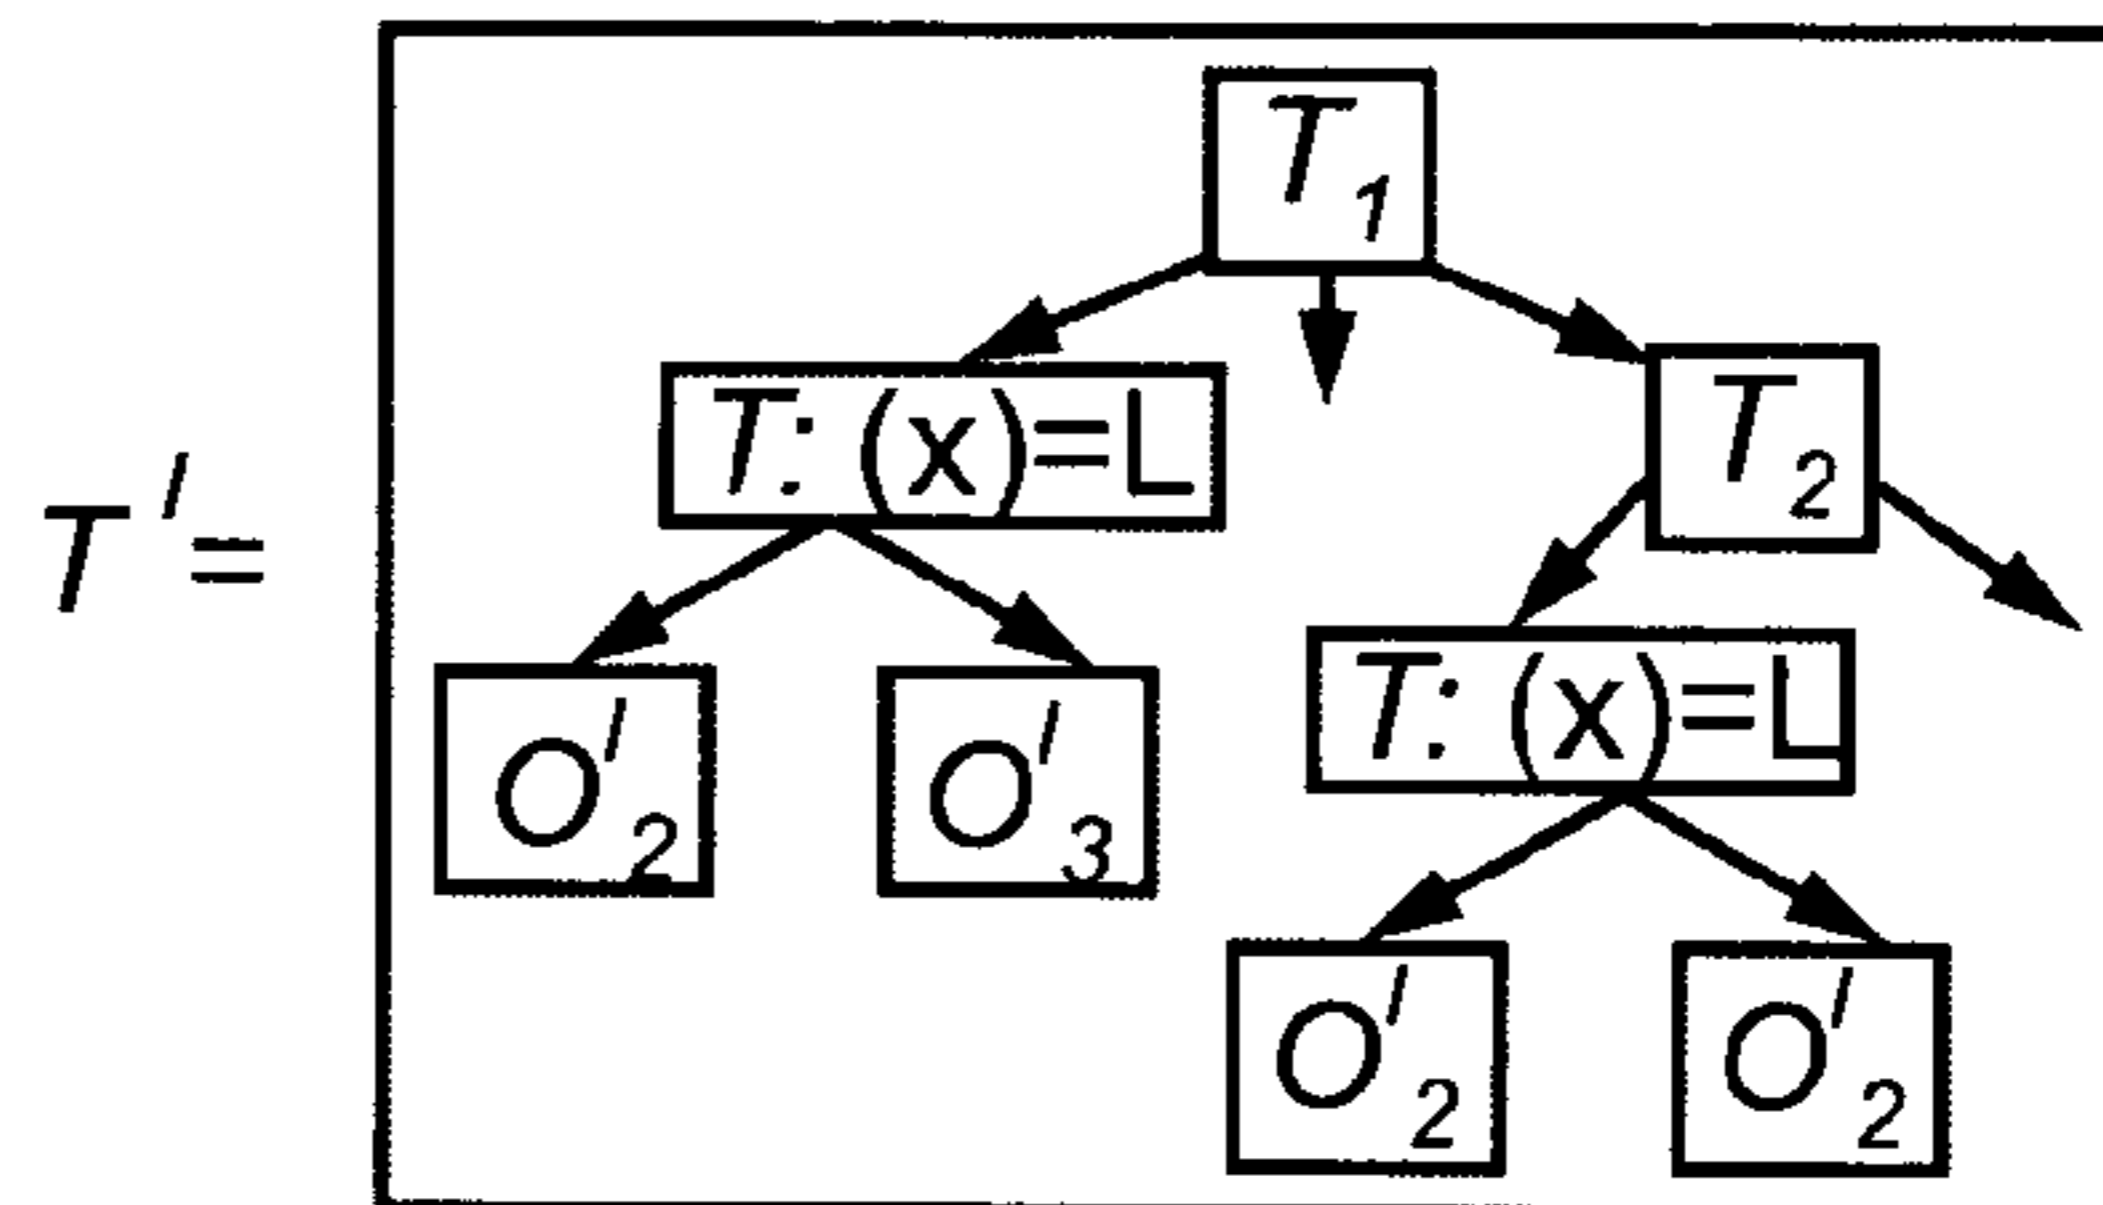 T₁
T: (x)=L
T₂
T′=
T: (x)=L
O′₂
O′₃
O′₂
O′₂